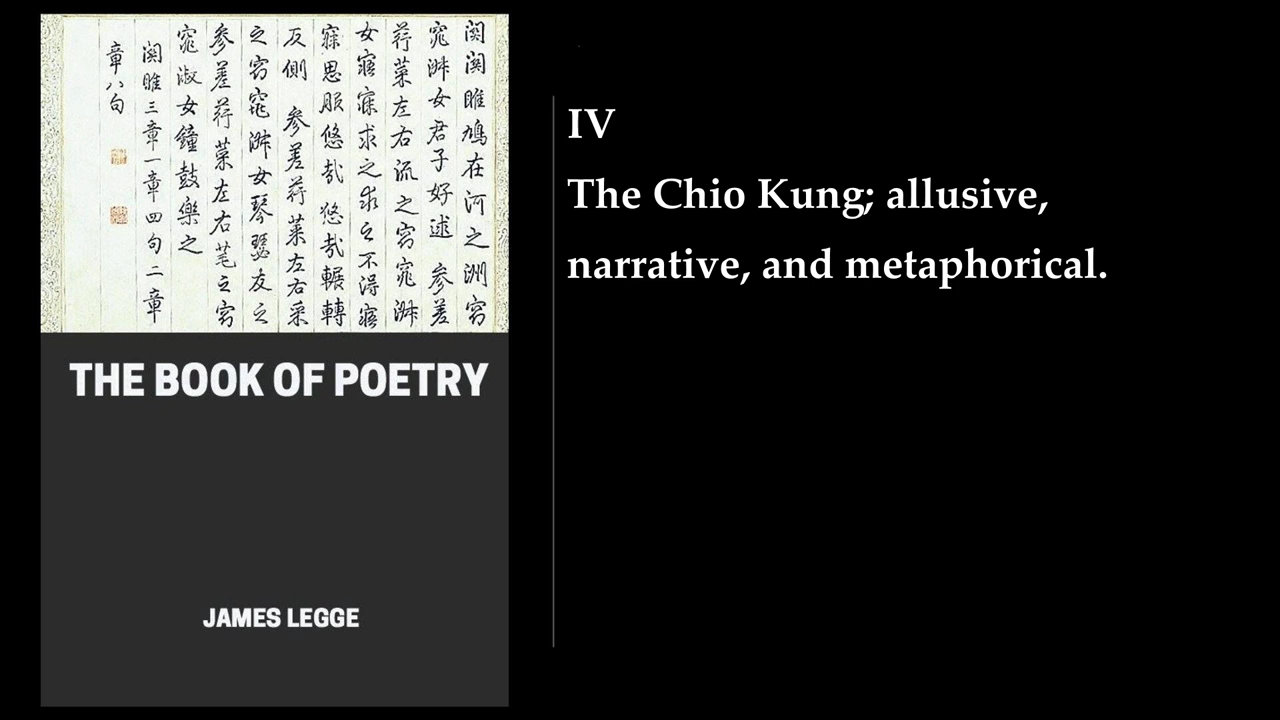 関関雎鳩在河之洲窈
窕淑女君子好逑 參差
荇菜左右流之窈窕淑
女寤寐求之求之不得寤
寐思服悠哉悠哉輾轉
反側 參差荇菜左右采
之窈窕淑女琴瑟友之
參差荇菜左右芼之窈
窕淑女鐘鼓樂之
関雎三章一章四句二章
章八句
THE BOOK OF POETRY
JAMES LEGGE
IV
The Chio Kung; allusive,
narrative, and metaphorical.